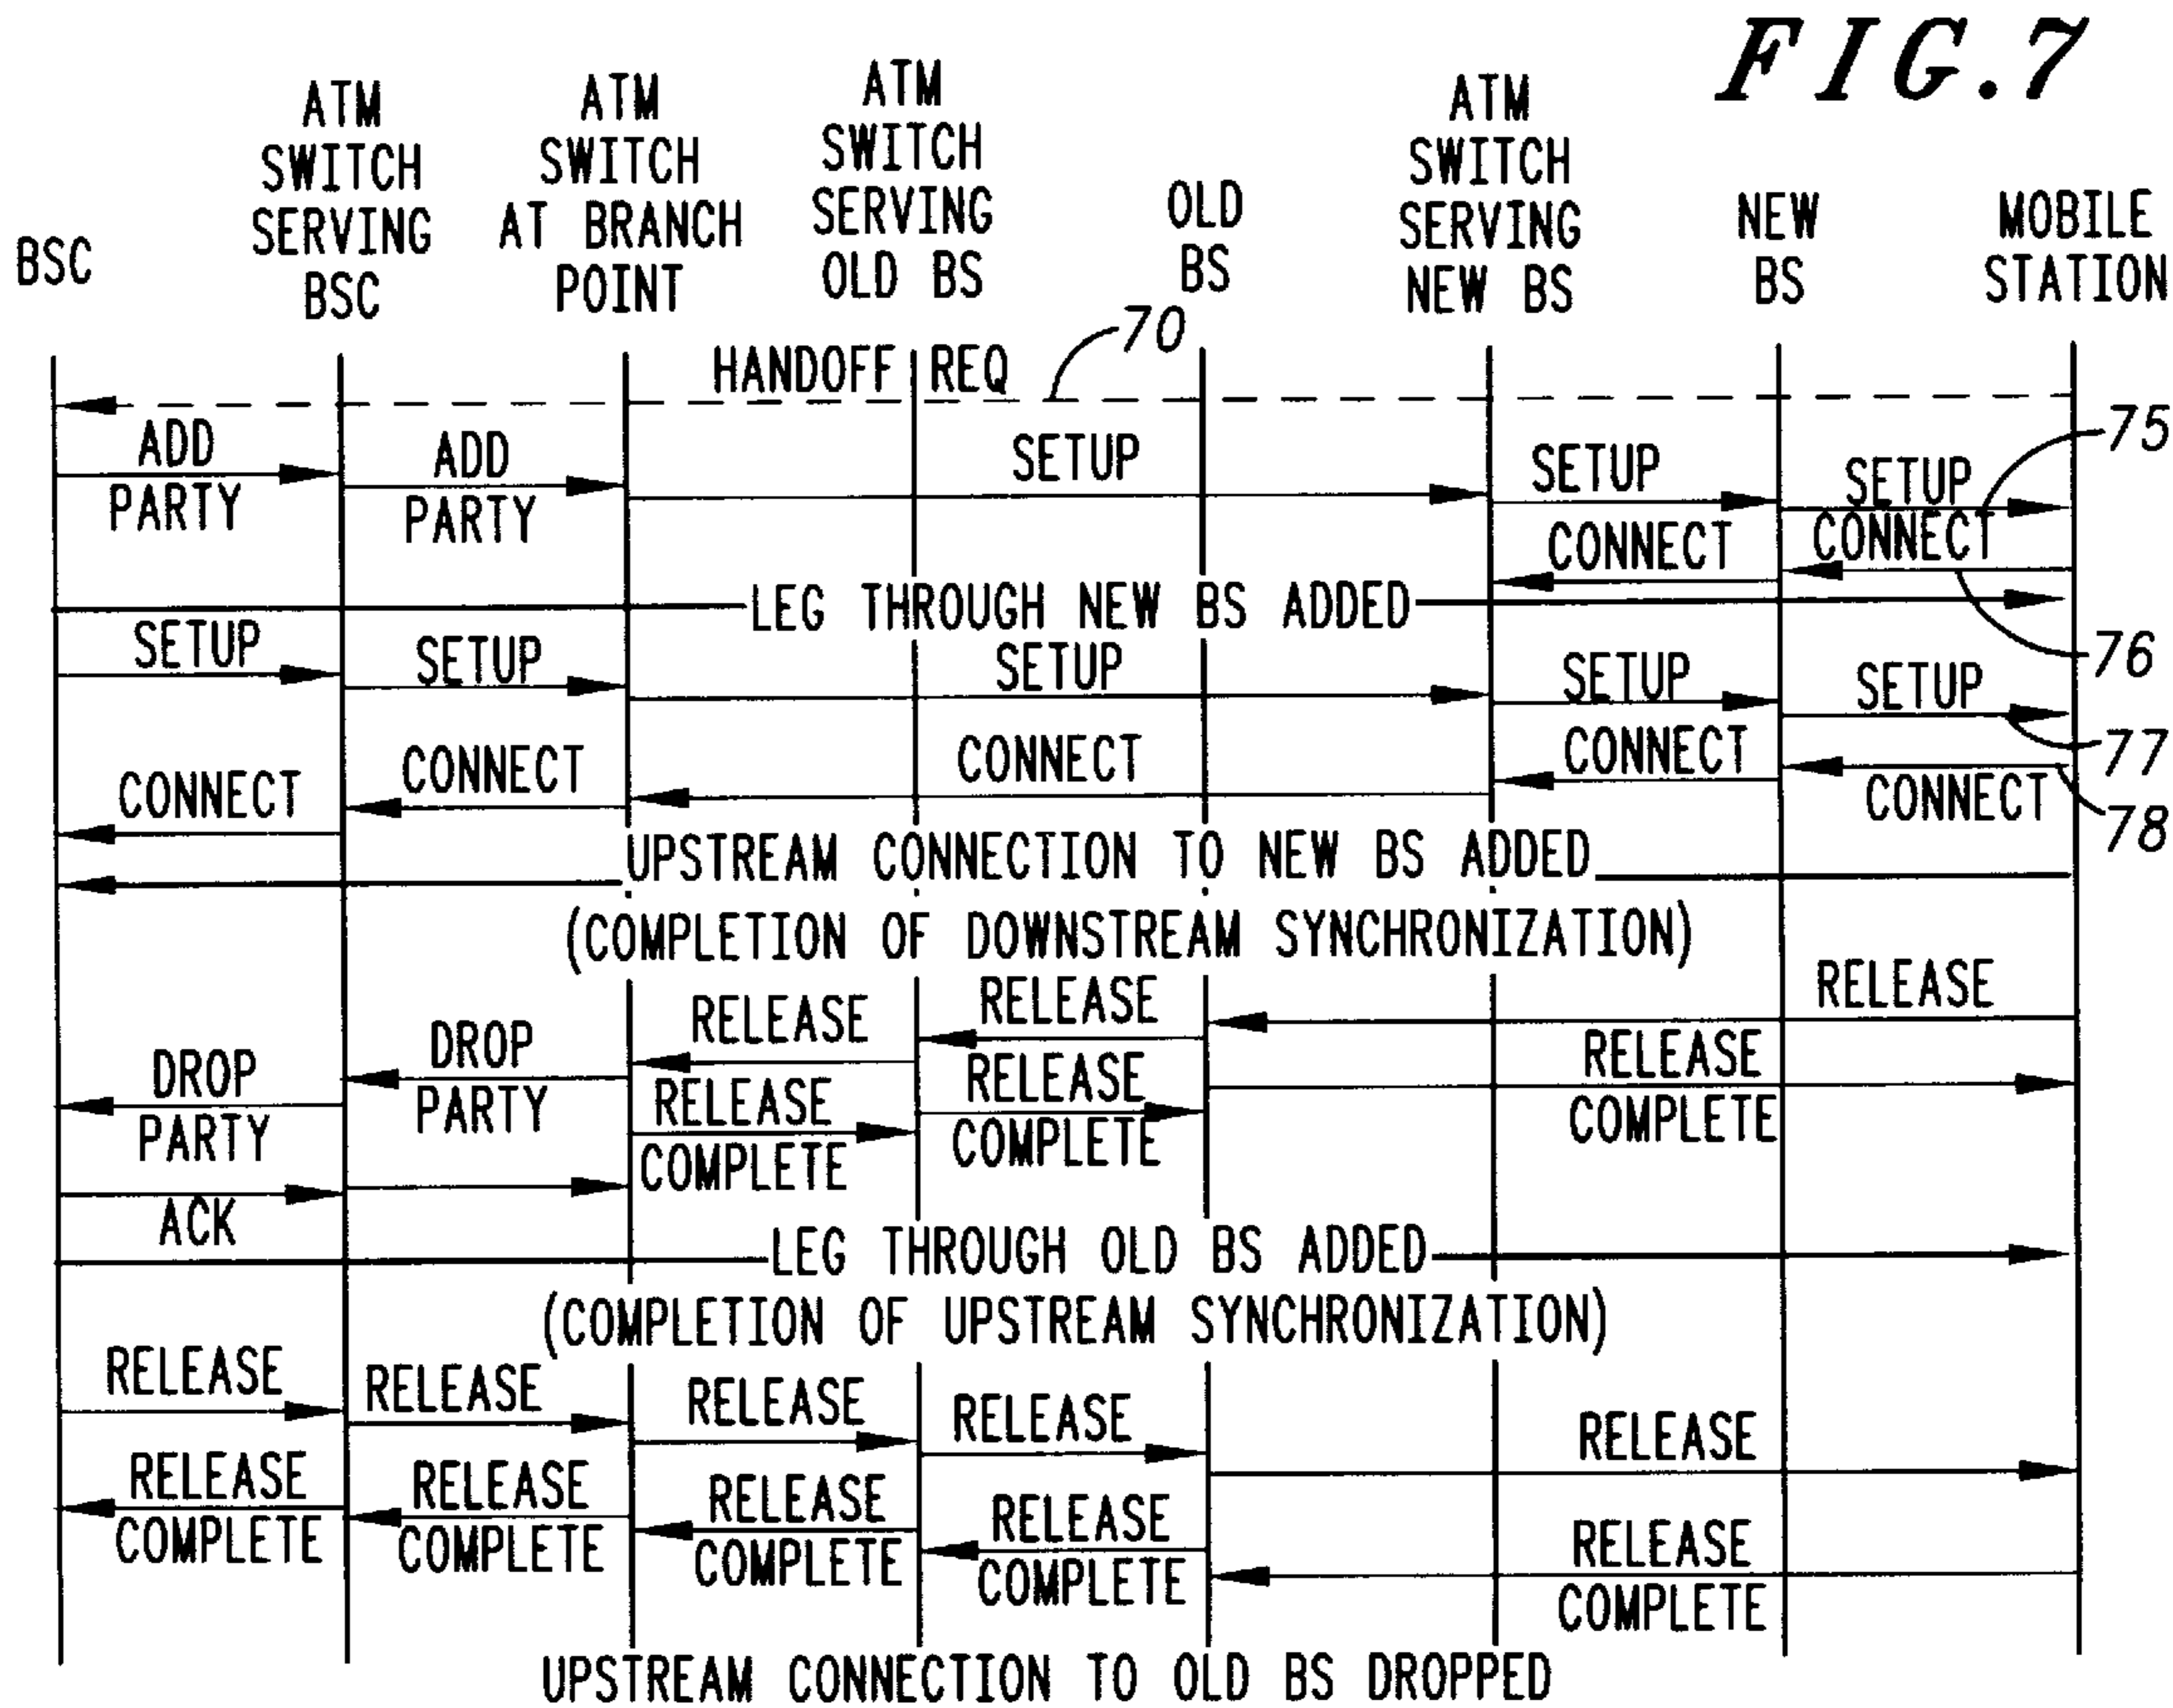 FIG. 7
BSC
ATM
SWITCH
SERVING
BSC
ATM
SWITCH
AT BRANCH
POINT
ATM
SWITCH
SERVING
OLD BS
OLD
BS
ATM
SWITCH
SERVING
NEW BS
NEW
BS
MOBILE
STATION
HANDOFF REQ
70
ADD
PARTY
ADD
PARTY
SETUP
SETUP
SETUP
75
CONNECT
CONNECT
LEG THROUGH NEW BS ADDED
76
SETUP
SETUP
SETUP
SETUP
SETUP
77
CONNECT
CONNECT
CONNECT
CONNECT
CONNECT
78
UPSTREAM CONNECTION TO NEW BS ADDED
(COMPLETION OF DOWNSTREAM SYNCHRONIZATION)
RELEASE
RELEASE
RELEASE
DROP
PARTY
DROP
PARTY
RELEASE
COMPLETE
RELEASE
COMPLETE
RELEASE
COMPLETE
ACK
LEG THROUGH OLD BS ADDED
(COMPLETION OF UPSTREAM SYNCHRONIZATION)
RELEASE
RELEASE
RELEASE
RELEASE
RELEASE
RELEASE
COMPLETE
RELEASE
COMPLETE
RELEASE
COMPLETE
RELEASE
COMPLETE
RELEASE
COMPLETE
UPSTREAM CONNECTION TO OLD BS DROPPED